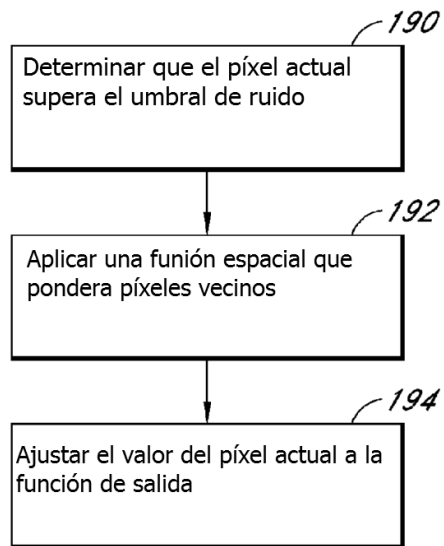 190
Determinar que el píxel actual
supera el umbral de ruido
192
Aplicar una funión espacial que
pondera píxeles vecinos
194
Ajustar el valor del píxel actual a la
función de salida